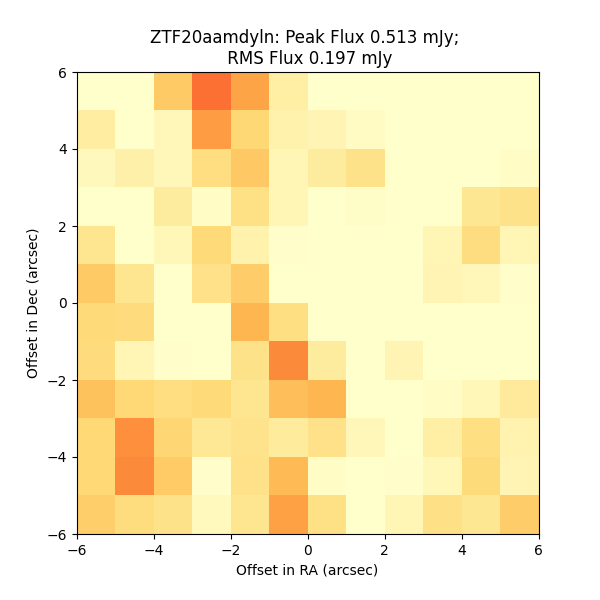 ZTF20aamdyln: Peak Flux 0.513 mJy;
RMS Flux 0.197 mJy
6
4
2
0
−2
−4
−6
Offset in Dec (arcsec)
−6 −4 −2 0 2 4 6
Offset in RA (arcsec)